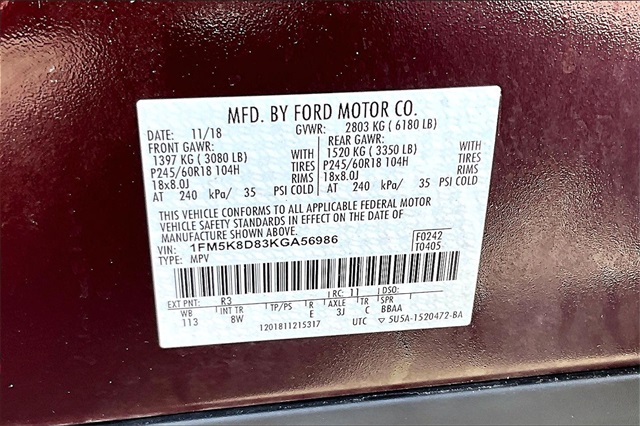 MFD. BY FORD MOTOR CO.
DATE: 11/18 GVWR: 2803 KG ( 6180 LB)
FRONT GAWR: REAR GAWR:
1397 KG ( 3080 LB) WITH 1520 KG ( 3350 LB) WITH
P245/60R18 104H TIRES P245/60R18 104H TIRES
18x8.0J RIMS 18x8.0J RIMS
AT 240 kPa/ 35 PSI COLD AT 240 kPa/ 35 PSI COLD
THIS VEHICLE CONFORMS TO ALL APPLICABLE FEDERAL MOTOR
VEHICLE SAFETY STANDARDS IN EFFECT ON THE DATE OF
MANUFACTURE SHOWN ABOVE.
VIN: 1FM5K8D83KGA56986 F0242
TYPE: MPV T0405
EXT PNT: R3 RC: 11 DSO:
WB INT TR TP/PS R AXLE TR SPR
113 8W E 3J C BBAA
1201811215317 UTC ▽ 5U5A-1520472-BA